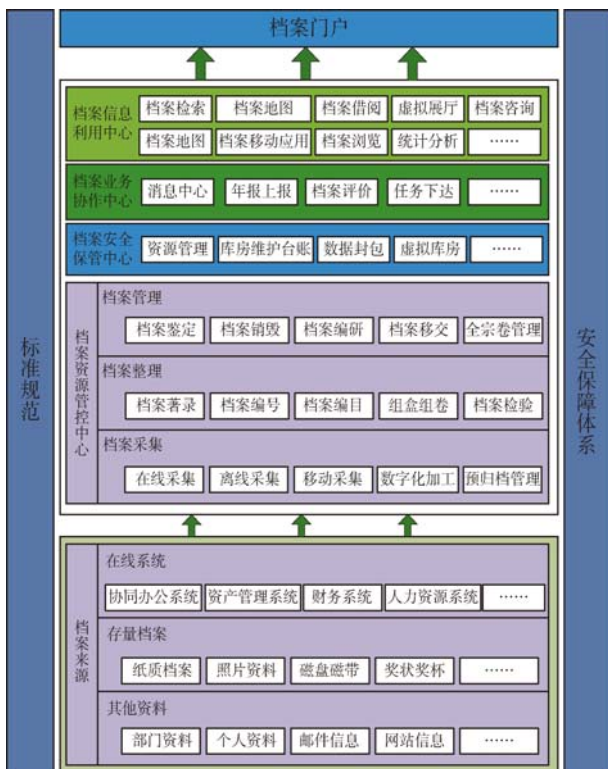 档案门户
标准规范
安全保障体系
档案信息
利用中心
档案检索 档案地图 档案借阅 虚拟展厅 档案咨询
档案地图 档案移动应用 档案浏览 统计分析 ……
档案业务
协作中心
消息中心 年报上报 档案评价 任务下达 ……
档案安全
保管中心
资源管理 库房维护台账 数据封包 虚拟库房 ……
档案资源管控中心
档案管理
档案鉴定 档案销毁 档案编研 档案移交 全宗卷管理
档案整理
档案著录 档案编号 档案编目 组盒组卷 档案检验
档案采集
在线采集 离线采集 移动采集 数字化加工 预归档管理
档案来源
在线系统
协同办公系统 资产管理系统 财务系统 人力资源系统 ……
存量档案
纸质档案 照片资料 磁盘磁带 奖状奖杯 ……
其他资料
部门资料 个人资料 邮件信息 网站信息 ……